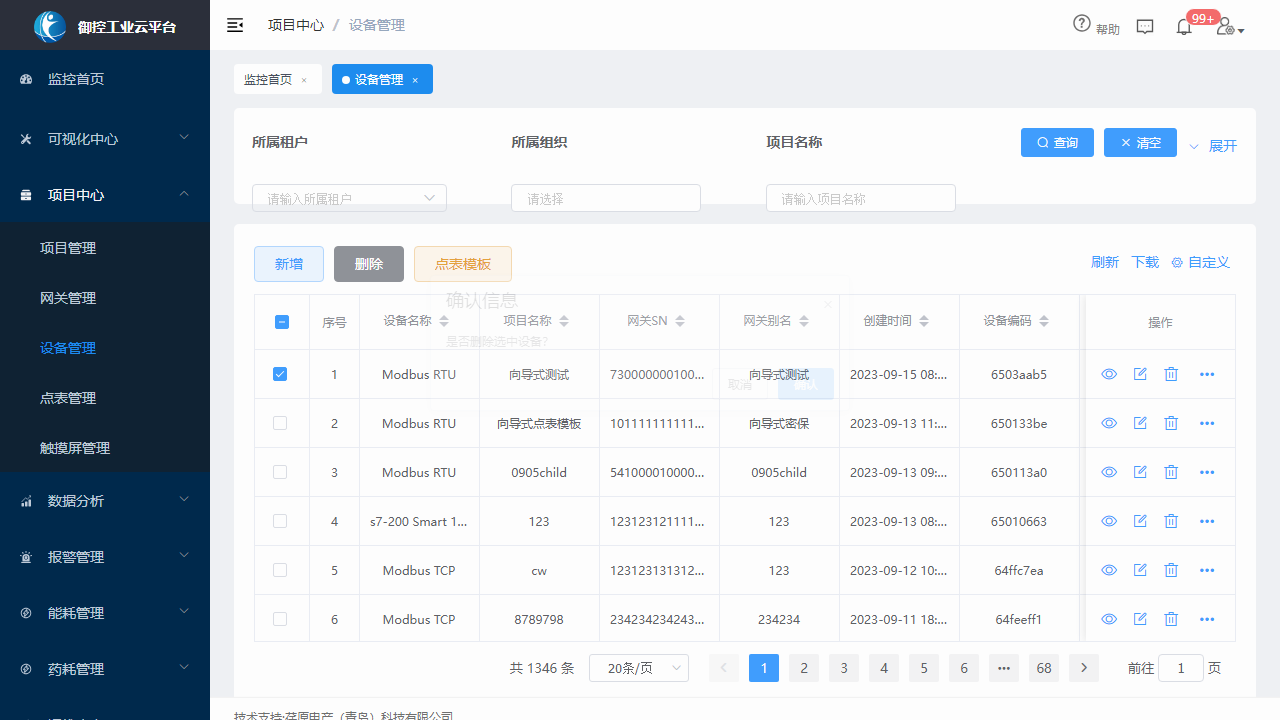 御控工业云平台
项目中心 / 设备管理
帮助
99+
监控首页
可视化中心
项目中心
项目管理
网关管理
设备管理
点表管理
触摸屏管理
数据分析
报警管理
能耗管理
药耗管理
监控首页 ×
设备管理 ×
所属租户 所属组织 项目名称
查询 清空 展开
请输入所属租户 请选择 请输入项目名称
新增 删除 点表模板 刷新 下载 自定义
确认信息
是否删除选中设备?
取消
序号 设备名称 项目名称 网关SN 网关别名 创建时间 设备编码 操作
1 Modbus RTU 向导式测试 730000000100... 向导式测试 2023-09-15 08:... 6503aab5
2 Modbus RTU 向导式点表模板 101111111111... 向导式密保 2023-09-13 11:... 650133be
3 Modbus RTU 0905child 541000010000... 0905child 2023-09-13 09:... 650113a0
4 s7-200 Smart 1... 123 123123121111... 123 2023-09-13 08:... 65010663
5 Modbus TCP cw 123123131312... 123 2023-09-12 10:... 64ffc7ea
6 Modbus TCP 8789798 234234234243... 234234 2023-09-11 18:... 64feeff1
共 1346 条 20条/页 1 2 3 4 5 6 ••• 68 前往 1 页